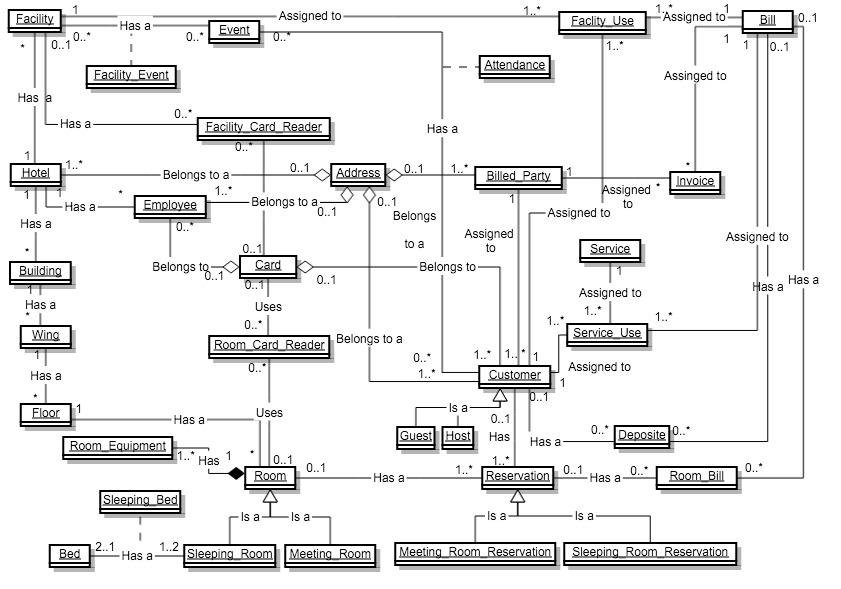 Facility
1
Assigned to
1..*
Faclity_Use
1..*
Assigned to
1
Bill
0..1
0..1
0..*
Has a
0..*
Event
0..*
1..*
1
1
0..1
*
Facility_Event
Attendance
Assinged to
Has a
0..*
Has a
Facility_Card_Reader
Has a
0..*
1
*
Hotel
1..*
Belongs to a
0..1
Address
0..1
1..*
Billed_Party
1
Assigned
to
*
Invoice
1
1
Has a
*
Employee
1..*
Belongs to a
0..1
0..1
1
Assigned to
Has a
0..*
Belongs
to a
Assigned
to
Service
Assigned to
*
0..1
1
Building
Belongs to
0..1
Card
0..1
Belongs to
Has a
Has a
1
0..1
Assigned to
Has a
*
Uses
1..*
1..*
Wing
0..*
Service_Use
1..*
1
Room_Card_Reader
Belongs to a
0..*
1..*
1..*
1
Has a
0..*
1..*
Customer
1
Assigned to
*
0..1
Floor
1
Has a
Uses
Is a
0..1
Guest
Host
Has
Has a
0..*
Deposite
0..*
Room_Equipment
1..*
Has
1
*
0..1
1..*
Room
0..1
Has a
1..*
Reservation
0..1
Has a
0..*
Room_Bill
0..*
Sleeping_Bed
Is a
Is a
Is a
Is a
Bed
2..1
Has a
1..2
Sleeping_Room
Meeting_Room
Meeting_Room_Reservation
Sleeping_Room_Reservation